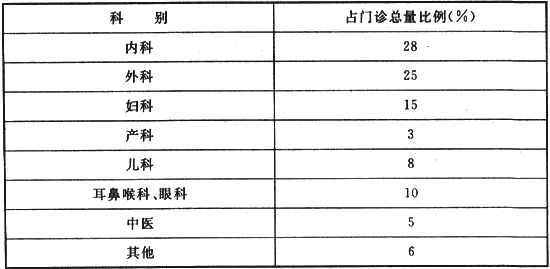 科 别 占门诊总量比例(%)
内科 28
外科 25
妇科 15
产科 3
儿科 8
耳鼻喉科、眼科 10
中医 5
其他 6